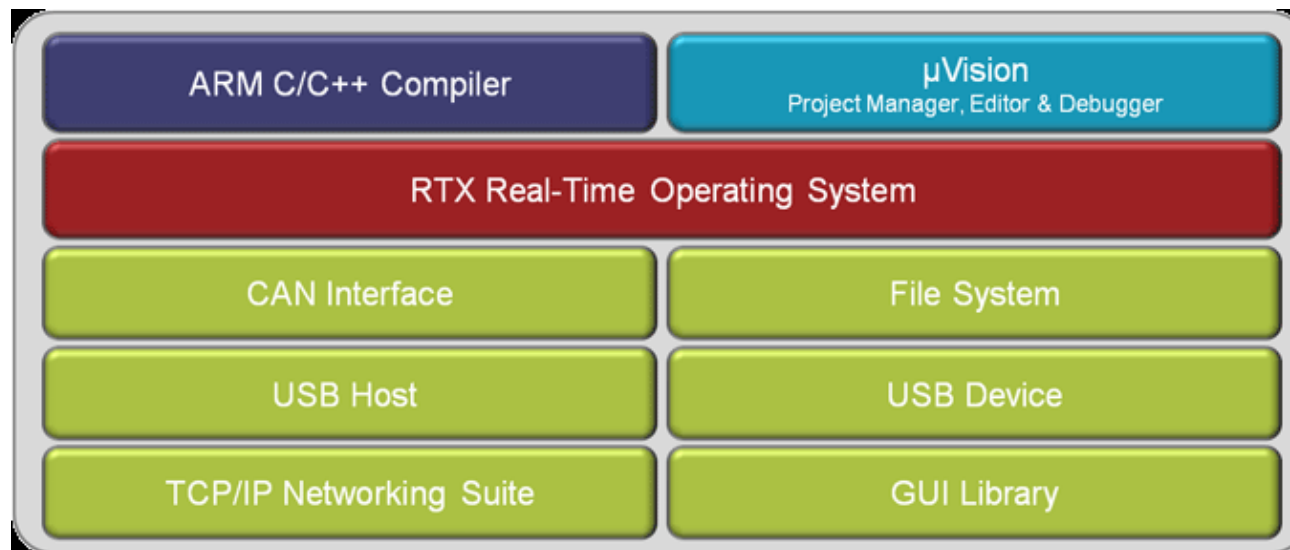 ARM C/C++ Compiler
µVision
Project Manager, Editor & Debugger
RTX Real-Time Operating System
CAN Interface
File System
USB Host
USB Device
TCP/IP Networking Suite
GUI Library